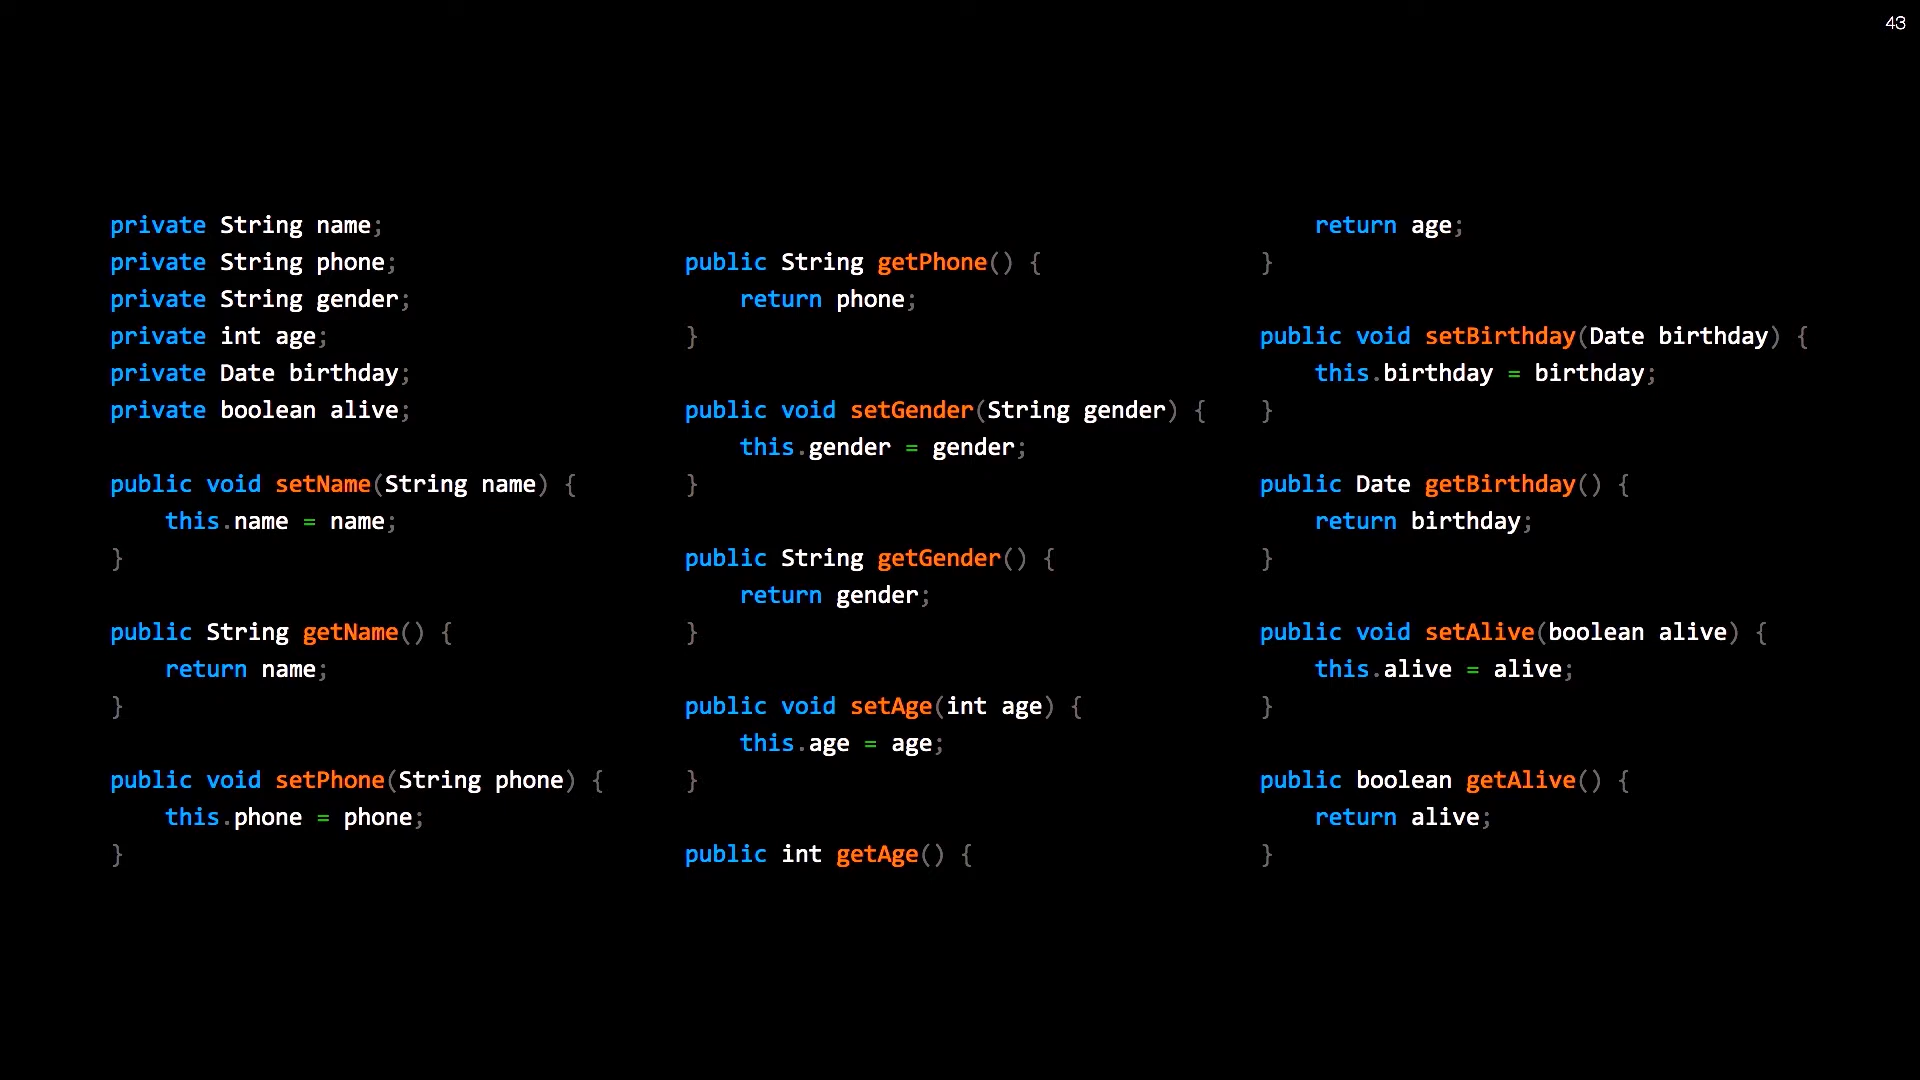 43
private String name;
private String phone;
private String gender;
private int age;
private Date birthday;
private boolean alive;
public void setName(String name) {
    this.name = name;
}
public String getName() {
    return name;
}
public void setPhone(String phone) {
    this.phone = phone;
}
public String getPhone() {
    return phone;
}
public void setGender(String gender) {
    this.gender = gender;
}
public String getGender() {
    return gender;
}
public void setAge(int age) {
    this.age = age;
}
public int getAge() {
    return age;
}
public void setBirthday(Date birthday) {
    this.birthday = birthday;
}
public Date getBirthday() {
    return birthday;
}
public void setAlive(boolean alive) {
    this.alive = alive;
}
public boolean getAlive() {
    return alive;
}